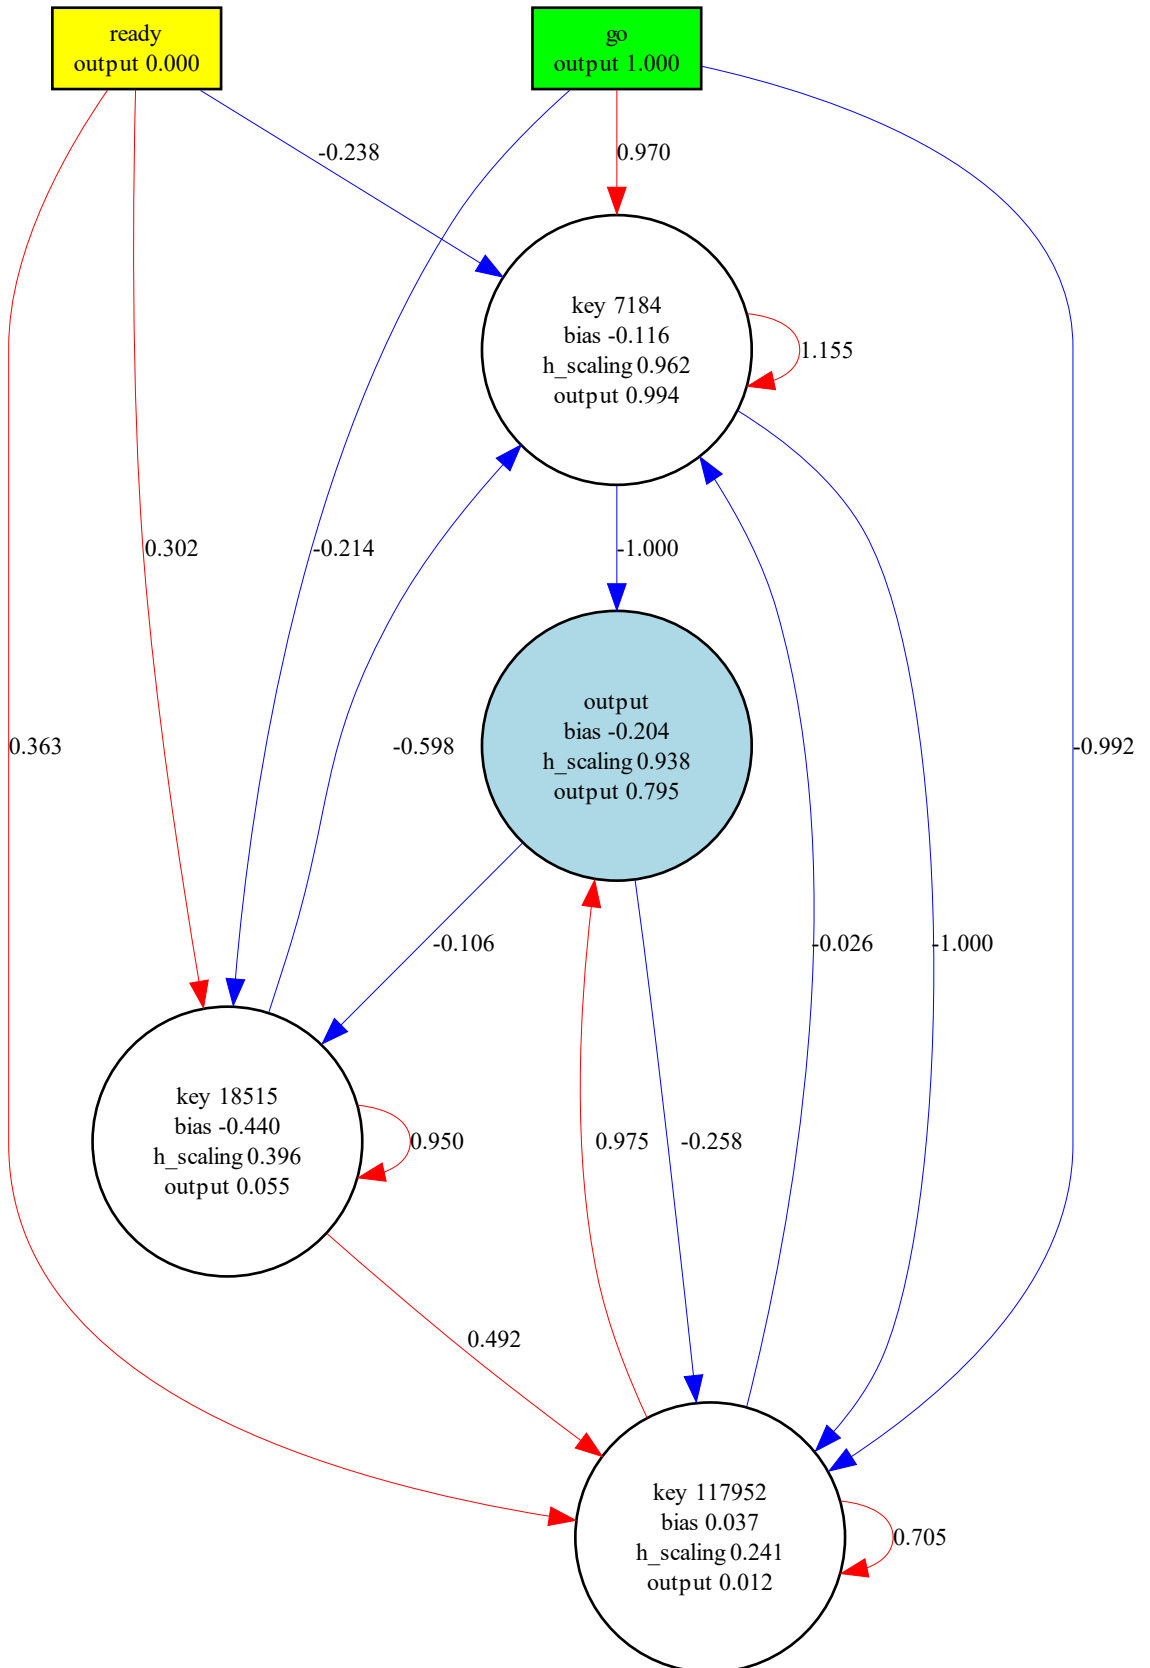 ready
output 0.000
go
output 1.000
-0.238
0.970
key 7184
bias -0.116
h_scaling 0.962
output 0.994
1.155
0.302
-0.214
-1.000
output
bias -0.204
h_scaling 0.938
output 0.795
0.363
-0.598
-0.992
-0.106
-0.026
-1.000
key 18515
bias -0.440
h_scaling 0.396
output 0.055
0.950
0.975
-0.258
0.492
key 117952
bias 0.037
h_scaling 0.241
output 0.012
0.705